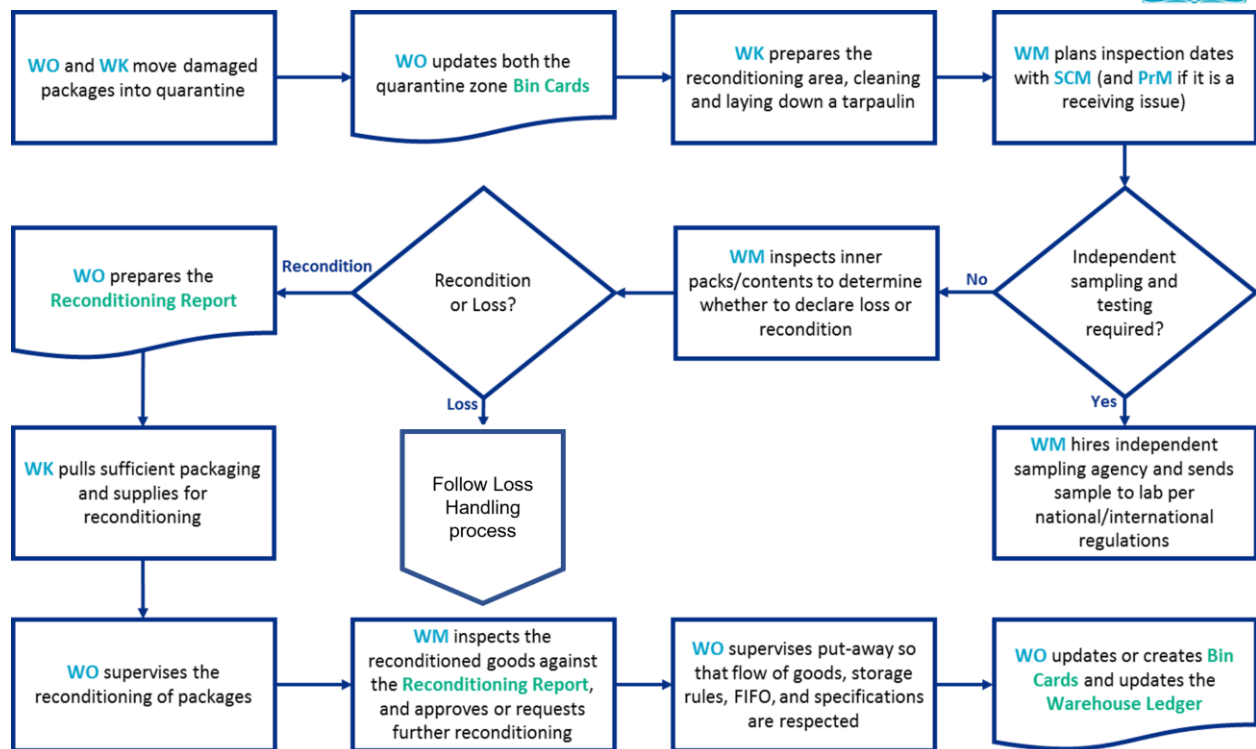 WO and WK move damaged
packages into quarantine
WO updates both the
quarantine zone Bin Cards
WK prepares the
reconditioning area, cleaning
and laying down a tarpaulin
WM plans inspection dates
with SCM (and PrM if it is a
receiving issue)
Independent
sampling and
testing
required?
No
Yes
WM inspects inner
packs/contents to determine
whether to declare loss or
recondition
Recondition
or Loss?
Recondition
Loss
WO prepares the
Reconditioning Report
WK pulls sufficient packaging
and supplies for
reconditioning
Follow Loss
Handling
process
WM hires independent
sampling agency and sends
sample to lab per
national/international
regulations
WO supervises the
reconditioning of packages
WM inspects the
reconditioned goods against
the Reconditioning Report,
and approves or requests
further reconditioning
WO supervises put-away so
that flow of goods, storage
rules, FIFO, and specifications
are respected
WO updates or creates Bin
Cards and updates the
Warehouse Ledger